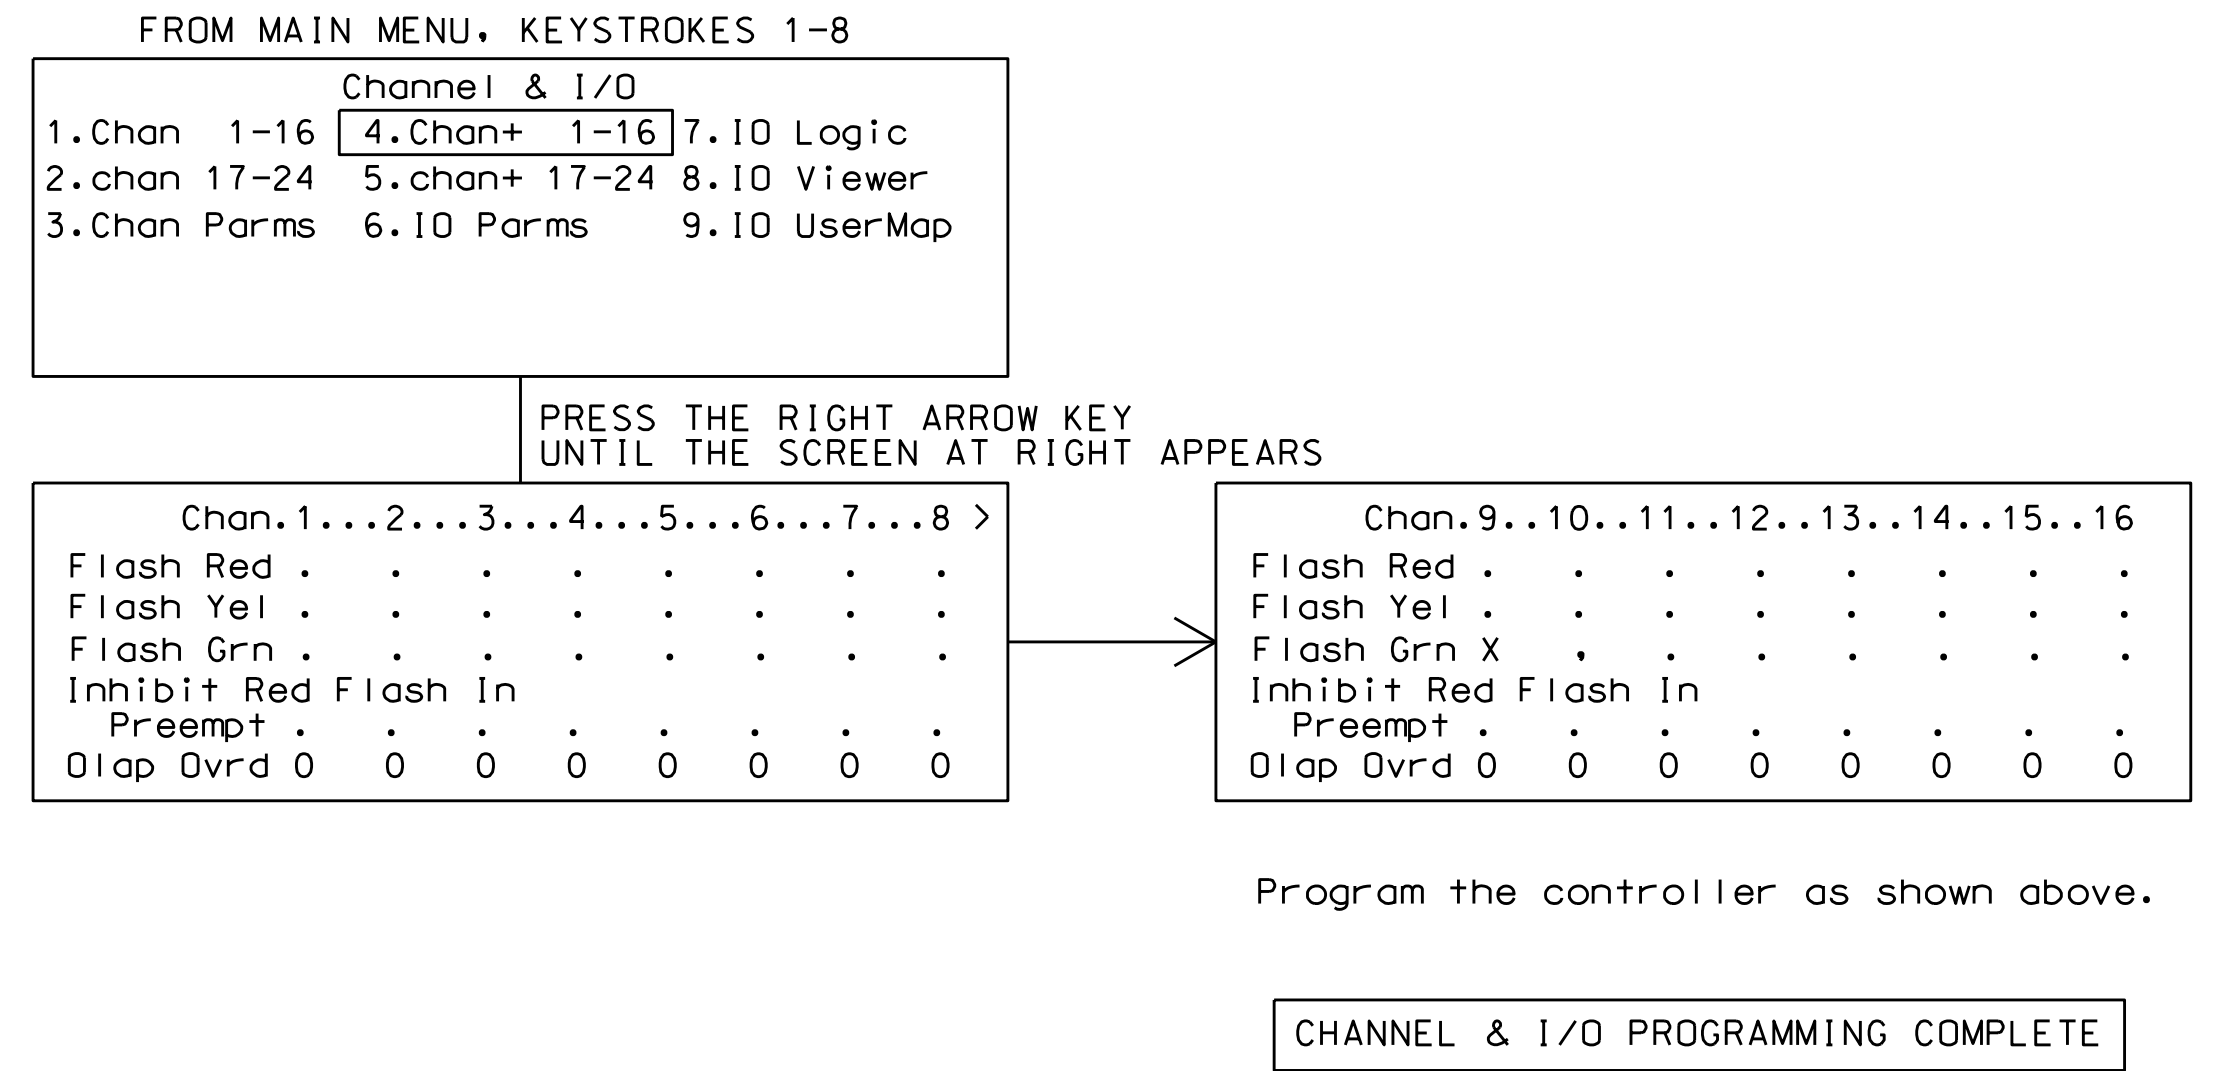 FROM MAIN MENU, KEYSTROKES 1-8
Channel & I/O
1.Chan 1-16 4.Chan+ 1-16 7.IO Logic
2.chan 17-24 5.chan+ 17-24 8.IO Viewer
3.Chan Parms 6.IO Parms 9.IO UserMap
PRESS THE RIGHT ARROW KEY
UNTIL THE SCREEN AT RIGHT APPEARS
Chan.1...2...3...4...5...6...7...8 >
Flash Red . . . . . . . .
Flash Yel . . . . . . . .
Flash Grn . . . . . . . .
Inhibit Red Flash In
Preempt . . . . . . . .
Olap Ovrd 0 0 0 0 0 0 0 0
Chan.9..10..11..12..13..14..15..16
Flash Red . . . . . . . .
Flash Yel . . . . . . . .
Flash Grn X . . . . . . .
Inhibit Red Flash In
Preempt . . . . . . . .
Olap Ovrd 0 0 0 0 0 0 0 0
Program the controller as shown above.
CHANNEL & I/O PROGRAMMING COMPLETE